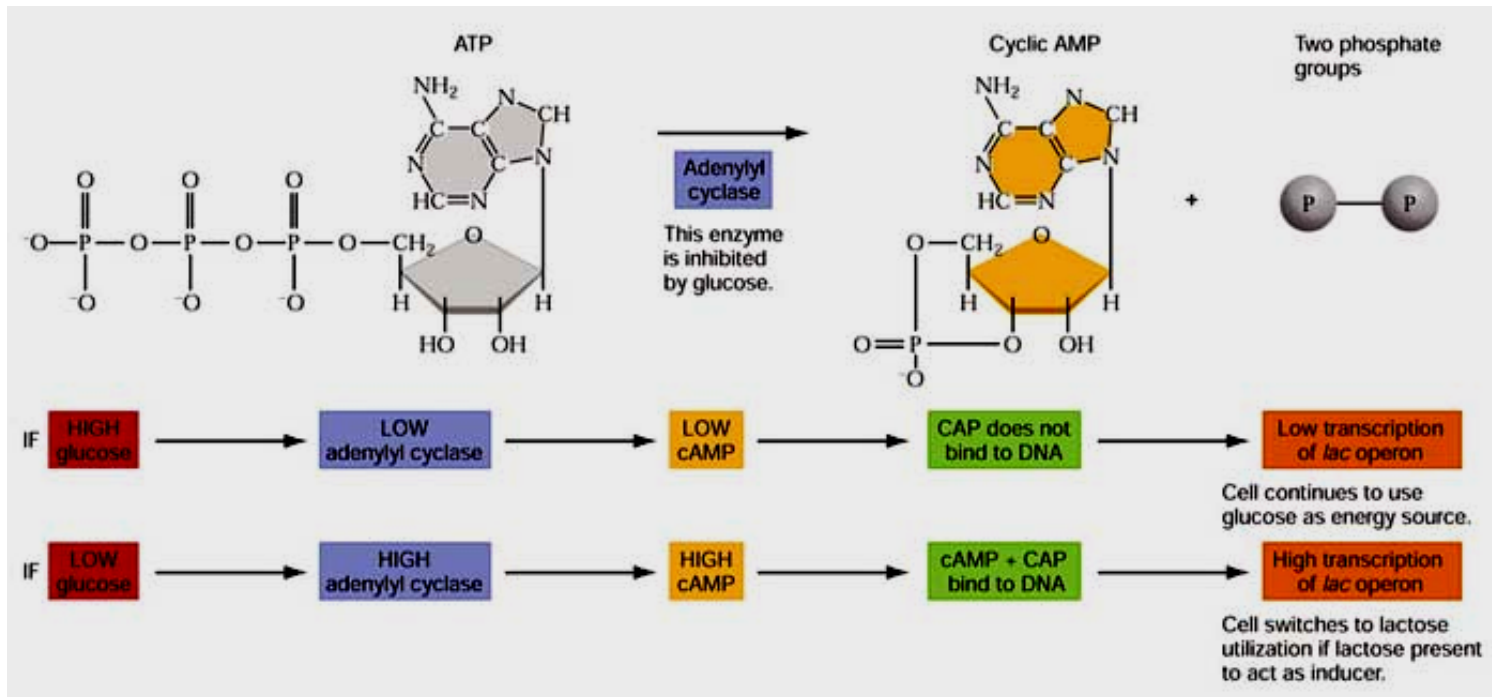 ATP
Cyclic AMP
Two phosphate
groups
NH₂
N
CH
C
C
N
C
N
HC=N
O
O
O
⁻O—P—O—P—O—P—O—CH₂
O
⁻O
⁻O
⁻O
H
H
HO
OH
Adenylyl
cyclase
This enzyme
is inhibited
by glucose.
NH₂
N
CH
C
C
N
C
N
HC=N
O—CH₂
O
H
H
O=P
O
OH
⁻O
+
P
P
IF
HIGH
glucose
LOW
adenylyl cyclase
LOW
cAMP
CAP does not
bind to DNA
Low transcription
of lac operon
Cell continues to use
glucose as energy source.
IF
LOW
glucose
HIGH
adenylyl cyclase
HIGH
cAMP
cAMP + CAP
bind to DNA
High transcription
of lac operon
Cell switches to lactose
utilization if lactose present
to act as inducer.